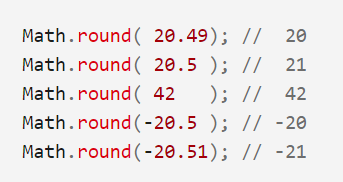 Math.round( 20.49); //  20
Math.round( 20.5 ); //  21
Math.round( 42   ); //  42
Math.round(-20.5 ); // -20
Math.round(-20.51); // -21